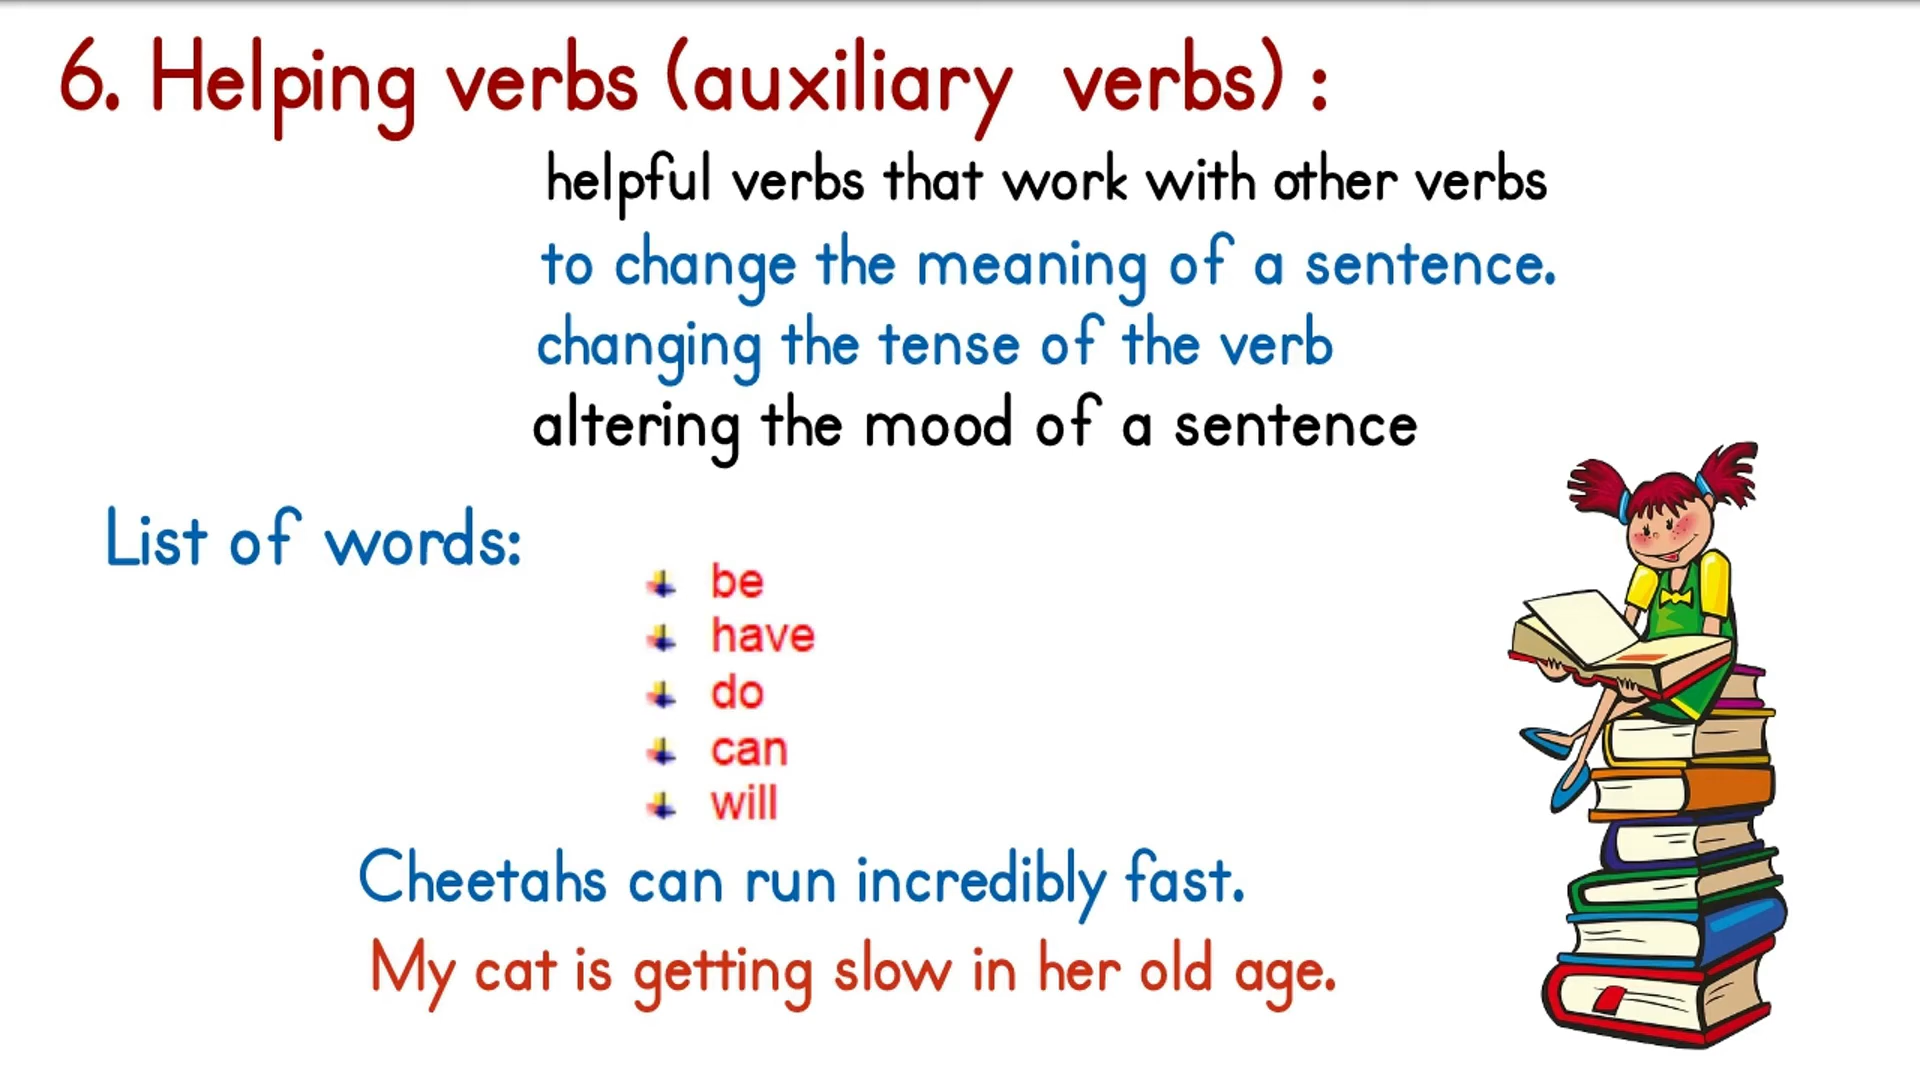 6. Helping verbs (auxiliary verbs) :
helpful verbs that work with other verbs
to change the meaning of a sentence.
changing the tense of the verb
altering the mood of a sentence
List of words:
be
have
do
can
will
Cheetahs can run incredibly fast.
My cat is getting slow in her old age.